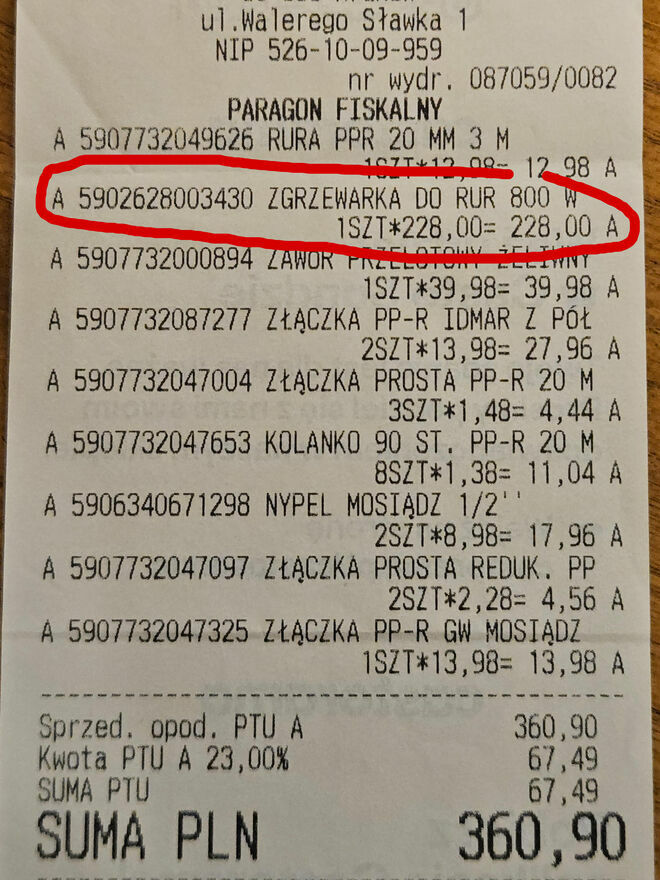 ul.Walerego Sławka 1
NIP 526-10-09-959
nr wydr. 087059/0082
PARAGON FISKALNY
A 5907732049626 RURA PPR 20 MM 3 M
1SZT*12,98= 12,98 A
A 5902628003430 ZGRZEWARKA DO RUR 800 W
1SZT*228,00= 228,00 A
A 5907732000894 ZAWÓR PRZELOTOWY ŻELIWNY
1SZT*39,98= 39,98 A
A 5907732087277 ZŁĄCZKA PP-R IDMAR Z PÓŁ
2SZT*13,98= 27,96 A
A 5907732047004 ZŁĄCZKA PROSTA PP-R 20 M
3SZT*1,48= 4,44 A
A 5907732047653 KOLANKO 90 ST. PP-R 20 M
8SZT*1,38= 11,04 A
A 5906340671298 NYPEL MOSIĄDZ 1/2''
2SZT*8,98= 17,96 A
A 5907732047097 ZŁĄCZKA PROSTA REDUK. PP
2SZT*2,28= 4,56 A
A 5907732047325 ZŁĄCZKA PP-R GW MOSIĄDZ
1SZT*13,98= 13,98 A
Sprzed. opod. PTU A 360,90
Kwota PTU A 23,00% 67,49
SUMA PTU 67,49
SUMA PLN 360,90